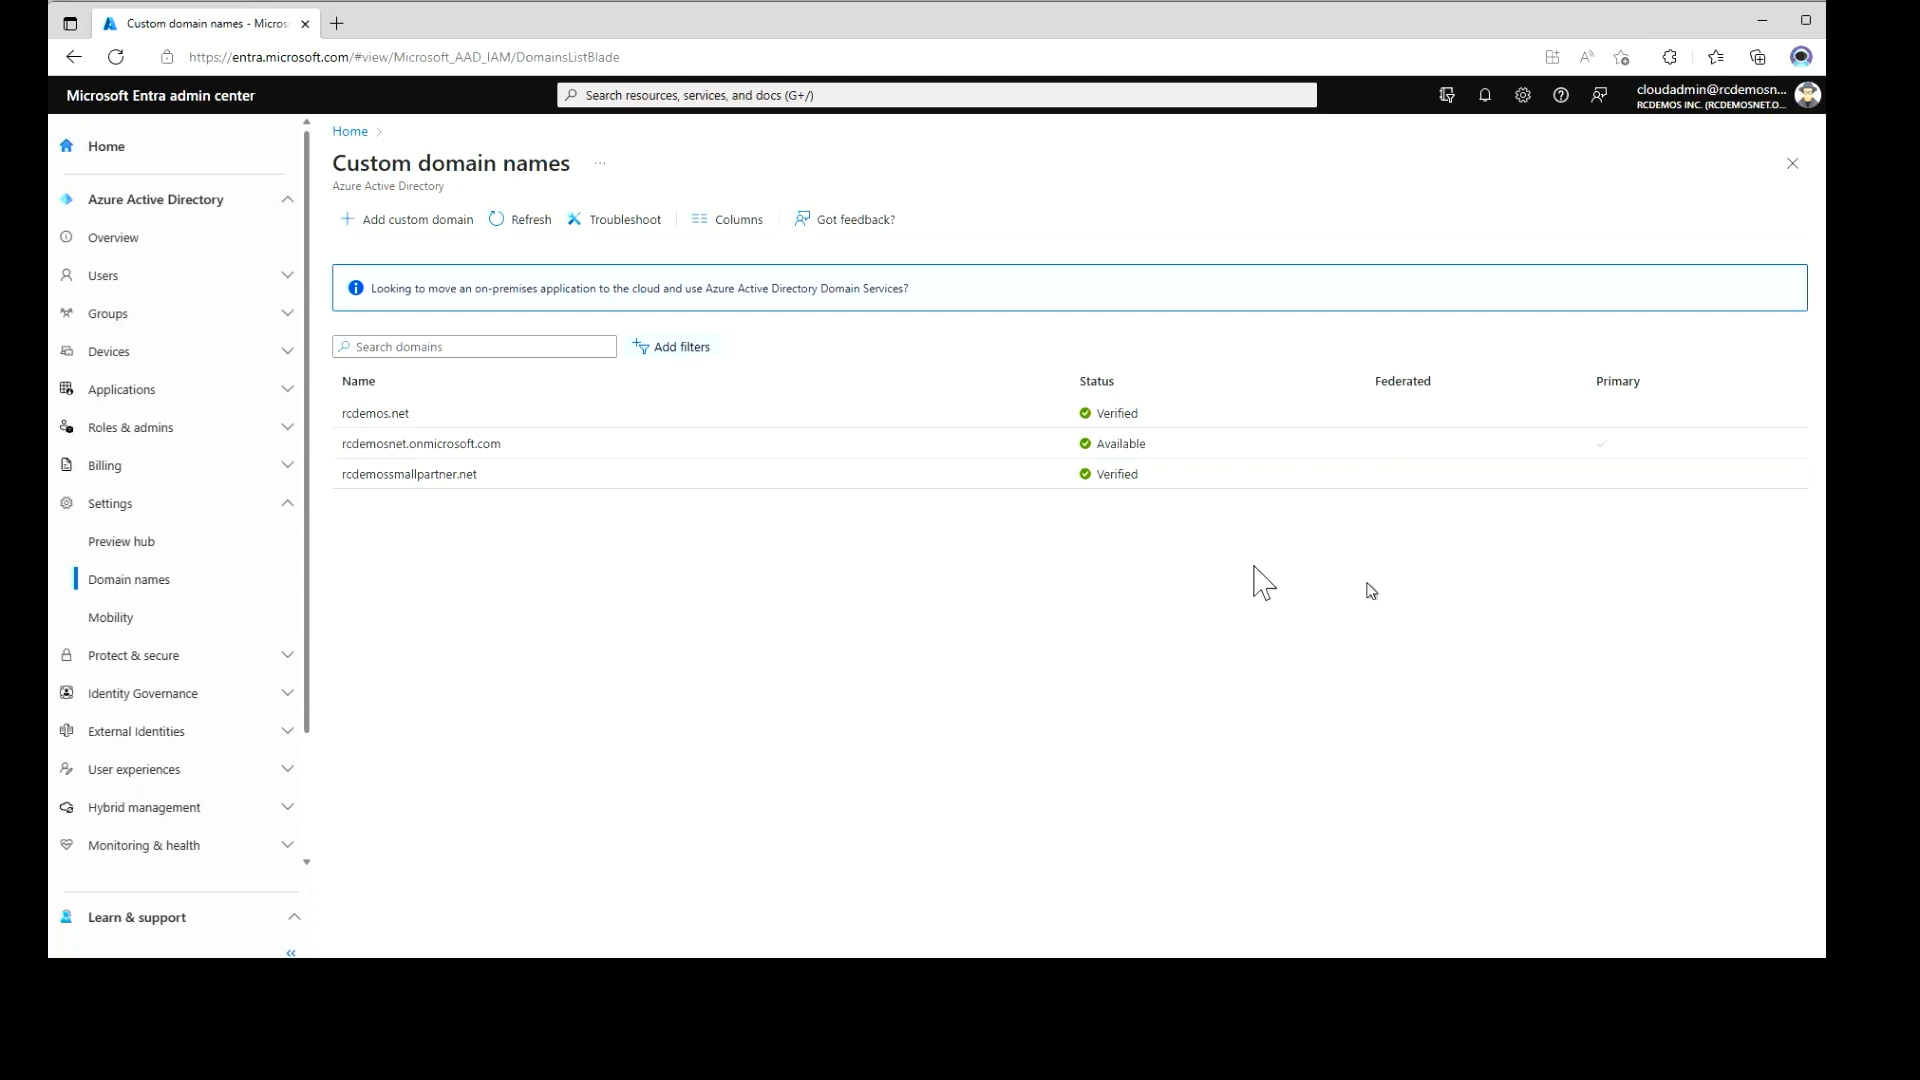 Custom domain names - Micros
https://entra.microsoft.com/#view/Microsoft_AAD_IAM/DomainsListBlade
Microsoft Entra admin center
Search resources, services, and docs (G+/)
cloudadmin@rcdemosn...
RCDEMOS INC. (RCDEMOSNET.O...
Home
Azure Active Directory
Overview
Users
Groups
Devices
Applications
Roles & admins
Billing
Settings
Preview hub
Domain names
Mobility
Protect & secure
Identity Governance
External Identities
User experiences
Hybrid management
Monitoring & health
Learn & support
Home
Custom domain names ...
Azure Active Directory
Add custom domain Refresh Troubleshoot Columns Got feedback?
Looking to move an on-premises application to the cloud and use Azure Active Directory Domain Services?
Search domains Add filters
Name Status Federated Primary
rcdemos.net Verified
rcdemosnet.onmicrosoft.com Available
rcdemossmallpartner.net Verified